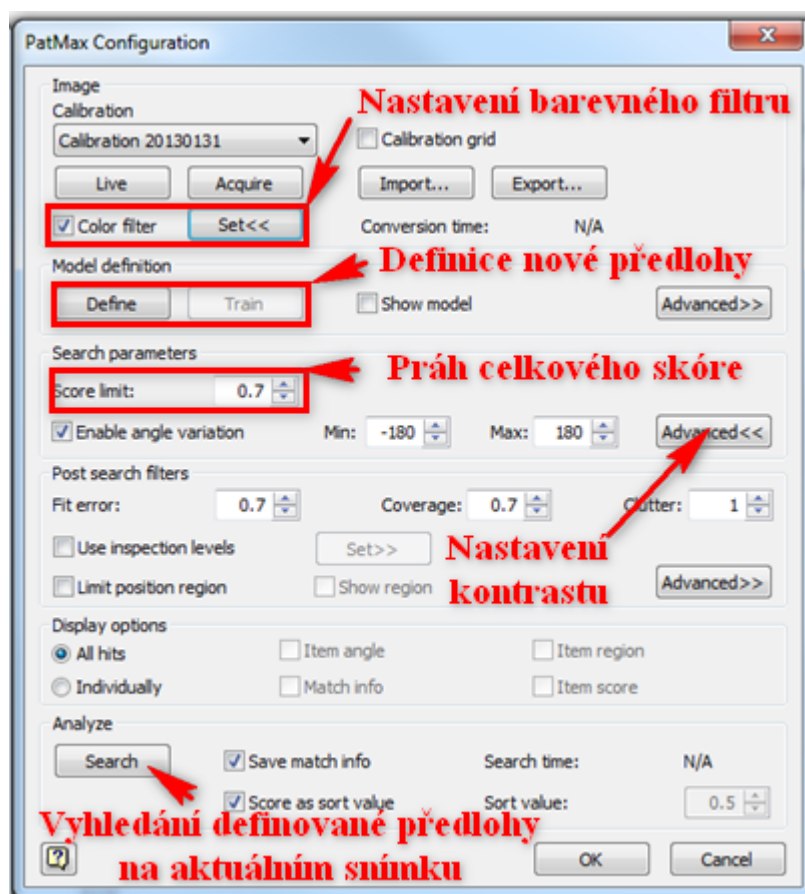 PatMax Configuration
Image
Nastavení barevného filtru
Calibration
Calibration 20130131
Calibration grid
Live Acquire Import... Export...
Color filter Set<< Conversion time: N/A
Model definition
Definice nové předlohy
Define Train Show model Advanced>>
Search parameters
Práh celkového skóre
Score limit: 0.7
Enable angle variation Min: -180 Max: 180 Advanced<<
Post search filters
Fit error: 0.7 Coverage: 0.7 Clutter: 1
Use inspection levels Set>>
Nastavení
Limit position region Show region
kontrastu
Advanced>>
Display options
All hits Item angle Item region
Individually Match info Item score
Analyze
Search Save match info Search time: N/A
Score as sort value Sort value: 0.5
Vyhledání definované předlohy
na aktuálním snímku
? OK Cancel